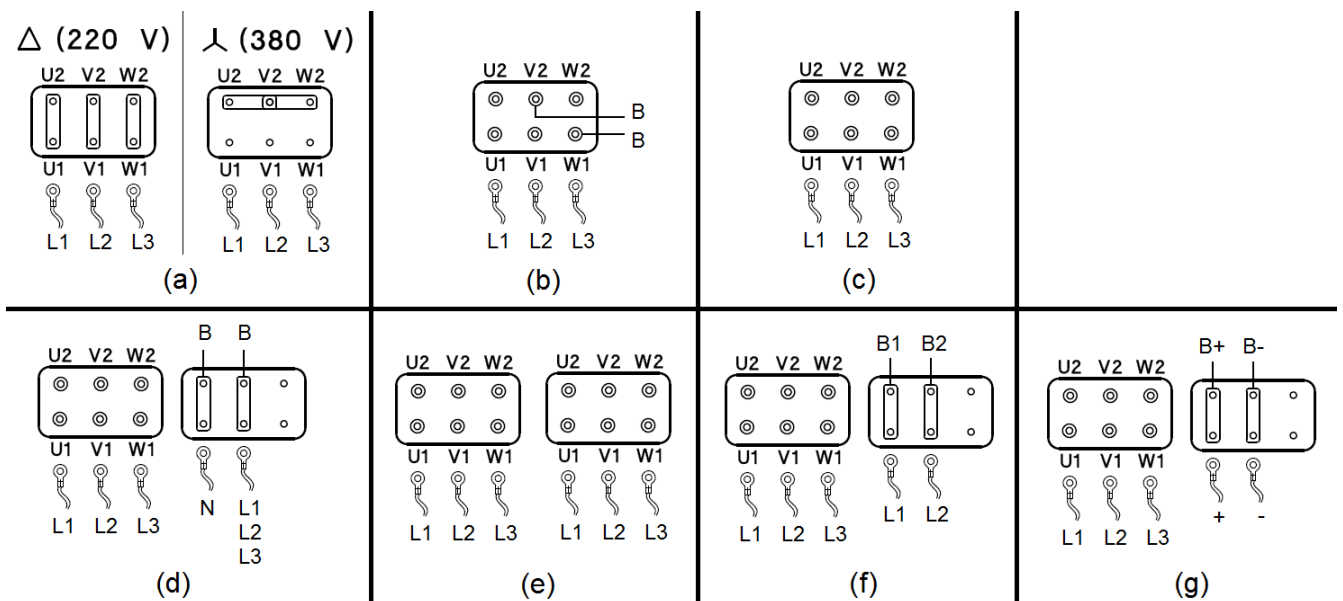 △ (220 V) ⅄ (380 V)
U2 V2 W2 U2 V2 W2
U1 V1 W1 U1 V1 W1
L1 L2 L3 L1 L2 L3
(a)
U2 V2 W2
B
B
U1 V1 W1
L1 L2 L3
(b)
U2 V2 W2
U1 V1 W1
L1 L2 L3
(c)
B B
U2 V2 W2
U1 V1 W1
L1 L2 L3
N L1
L2
L3
(d)
U2 V2 W2 U2 V2 W2
U1 V1 W1 U1 V1 W1
L1 L2 L3 L1 L2 L3
(e)
B1 B2
U2 V2 W2
U1 V1 W1
L1 L2 L3 L1 L2
(f)
B+ B-
U2 V2 W2
U1 V1 W1
L1 L2 L3 + -
(g)